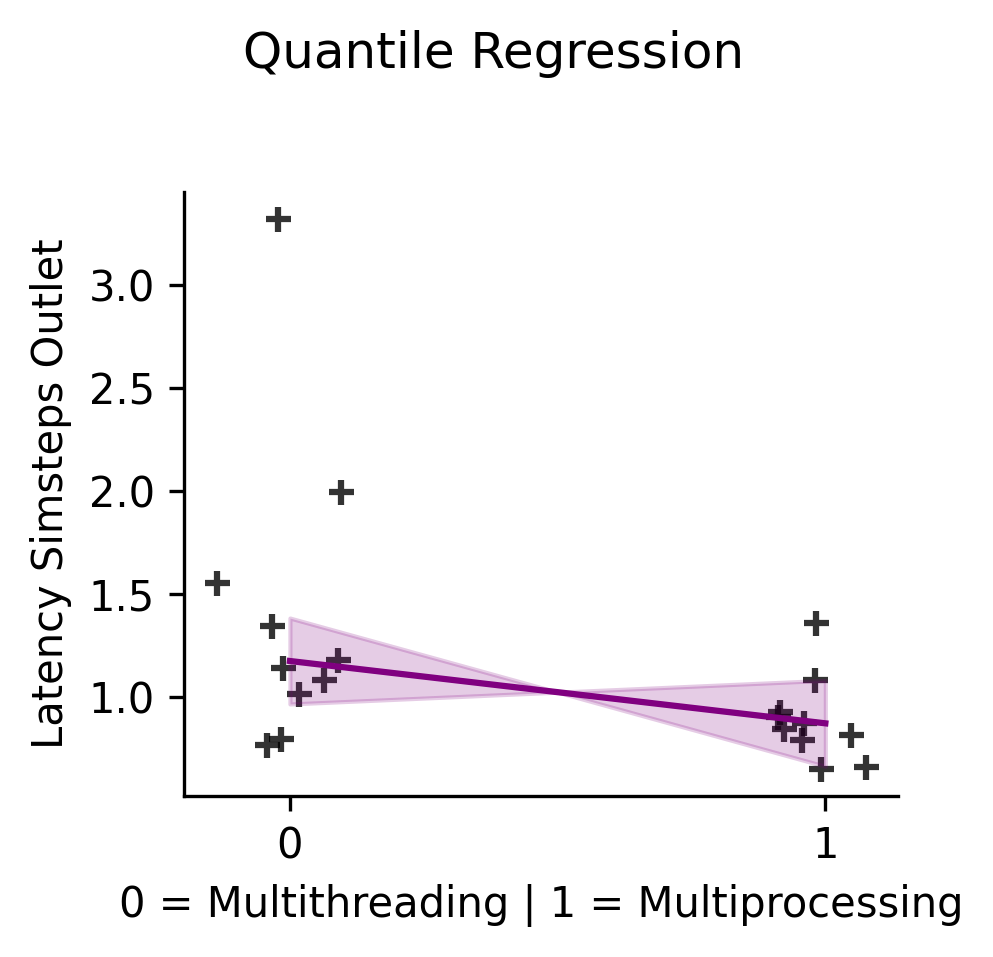 Quantile Regression
Latency Simsteps Outlet
3.0
2.5
2.0
1.5
1.0
0 1
0 = Multithreading | 1 = Multiprocessing